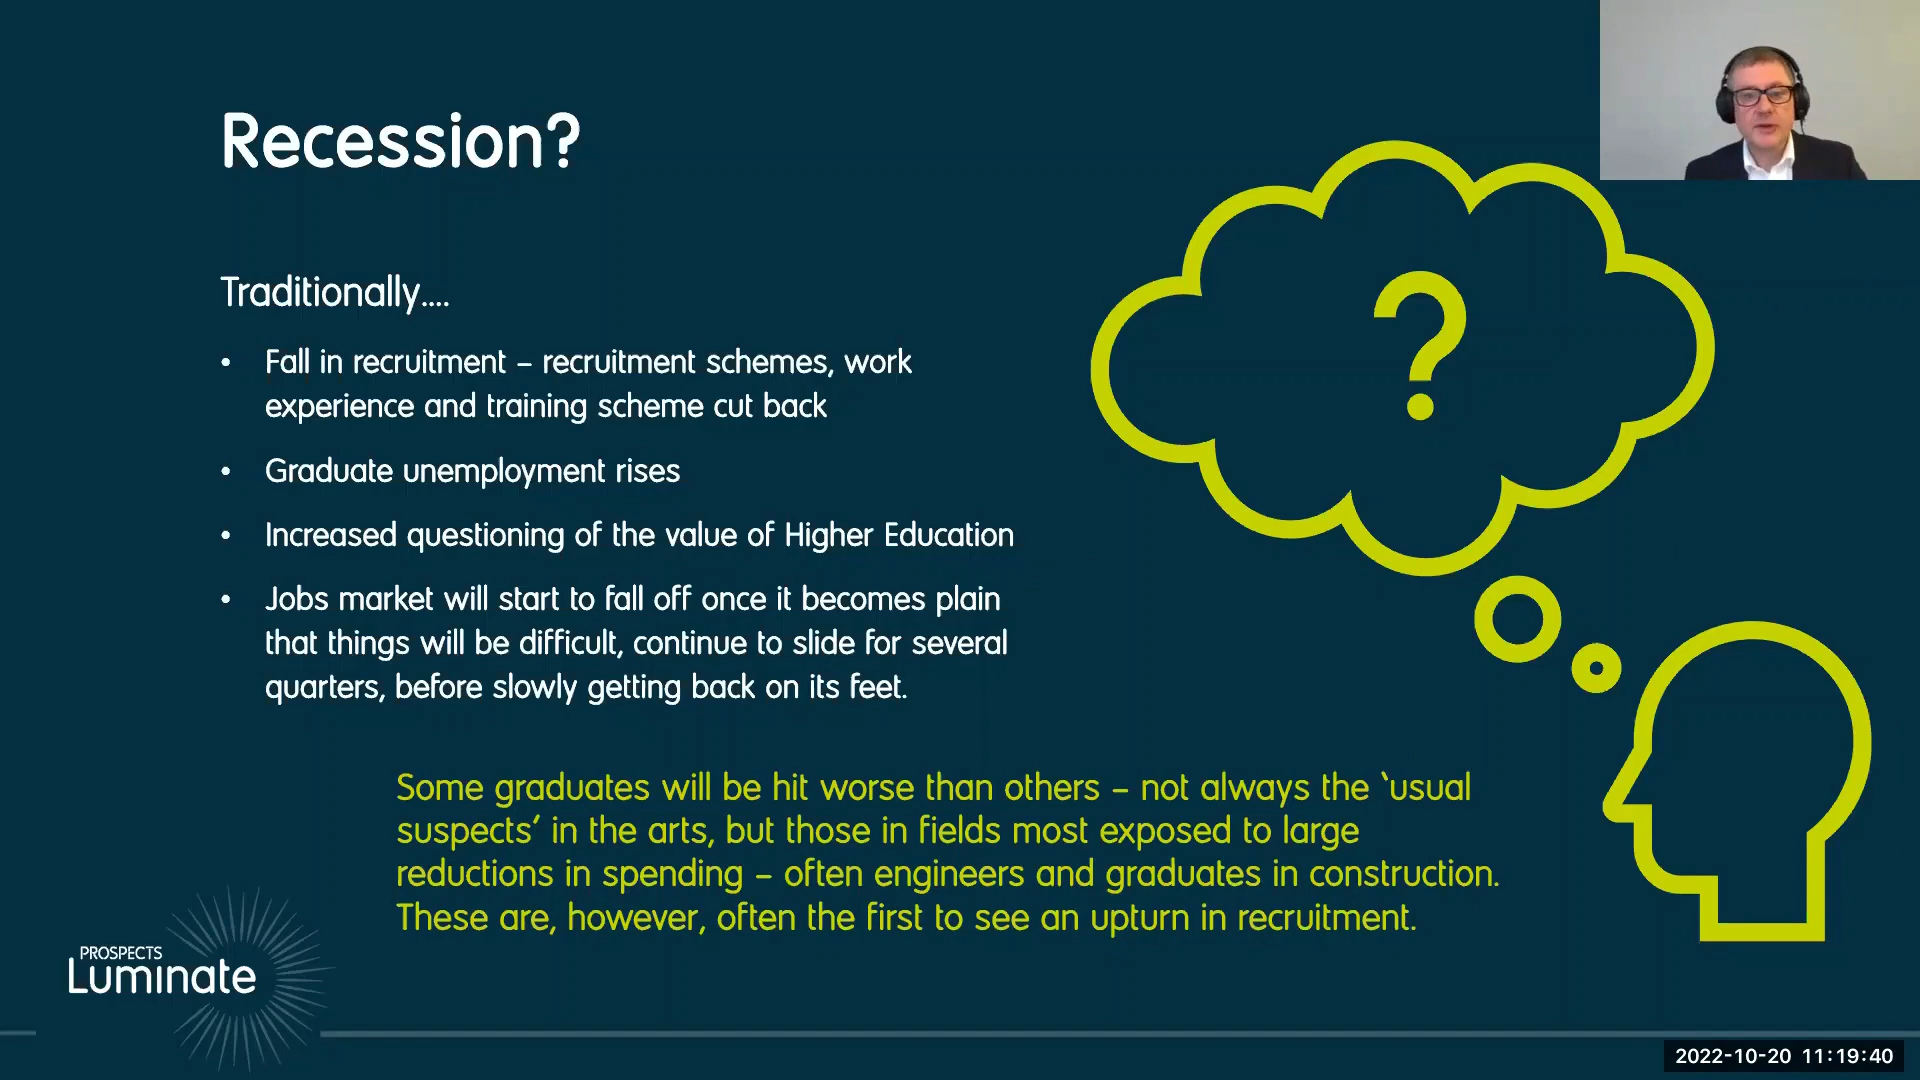 Recession?
Traditionally....
• Fall in recruitment – recruitment schemes, work
experience and training scheme cut back
• Graduate unemployment rises
• Increased questioning of the value of Higher Education
• Jobs market will start to fall off once it becomes plain
that things will be difficult, continue to slide for several
quarters, before slowly getting back on its feet.
?
Some graduates will be hit worse than others – not always the ‘usual
suspects’ in the arts, but those in fields most exposed to large
reductions in spending – often engineers and graduates in construction.
These are, however, often the first to see an upturn in recruitment.
PROSPECTS
Luminate
2022-10-20 11:19:40